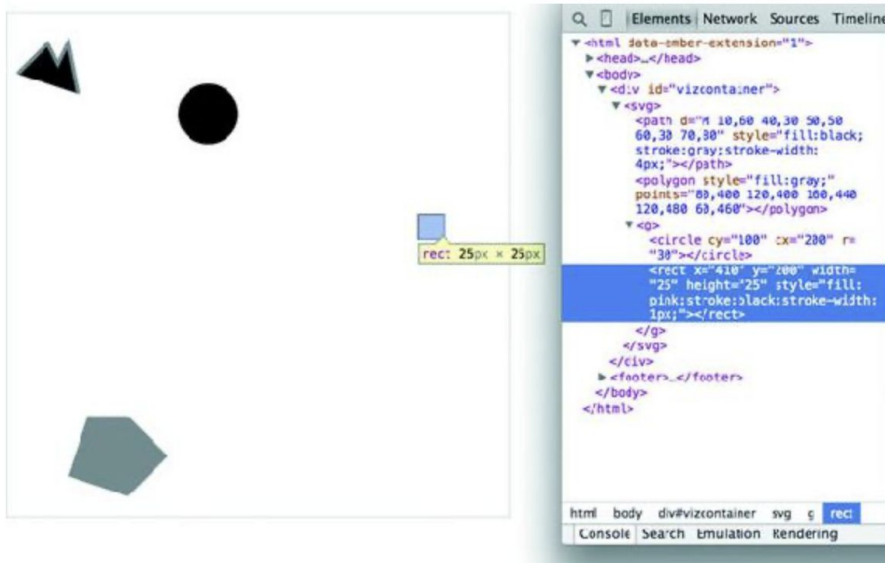 rect 25px × 25px
Elements Network Sources Timeline
<html data-ember-extension="1">
<head>…</head>
<body>
<div id="vizcontainer">
<svg>
<path d="M 10,60 40,30 50,50
60,30 70,80" style="fill:black;
stroke:gray;stroke-width:
4px;"></path>
<polygon style="fill:gray;"
points="80,400 120,400 160,440
120,480 60,460"></polygon>
<g>
<circle cy="100" cx="200" r=
"30"></circle>
<rect x="410" y="200" width=
"25" height="25" style="fill:
pink;stroke:black;stroke-width:
1px;"></rect>
</g>
</svg>
</div>
<footer>…</footer>
</body>
</html>
html body div#vizcontainer svg g rect
Console Search Emulation Rendering